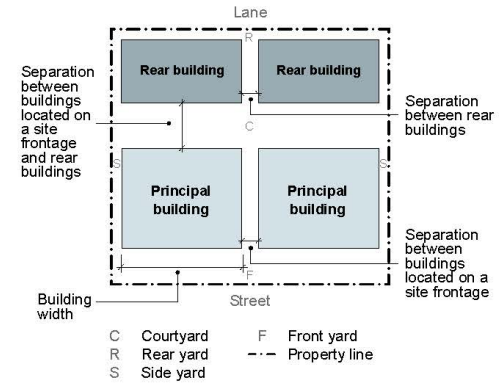 Lane
R
Rear building
Rear building
Separation
between
buildings
located on
a site
frontage
and rear
buildings
Separation
between rear
buildings
C
S
S
Principal
building
Principal
building
Separation
between
buildings
located on a
site frontage
F
Building
width
Street
C Courtyard
R Rear yard
S Side yard
F Front yard
Property line